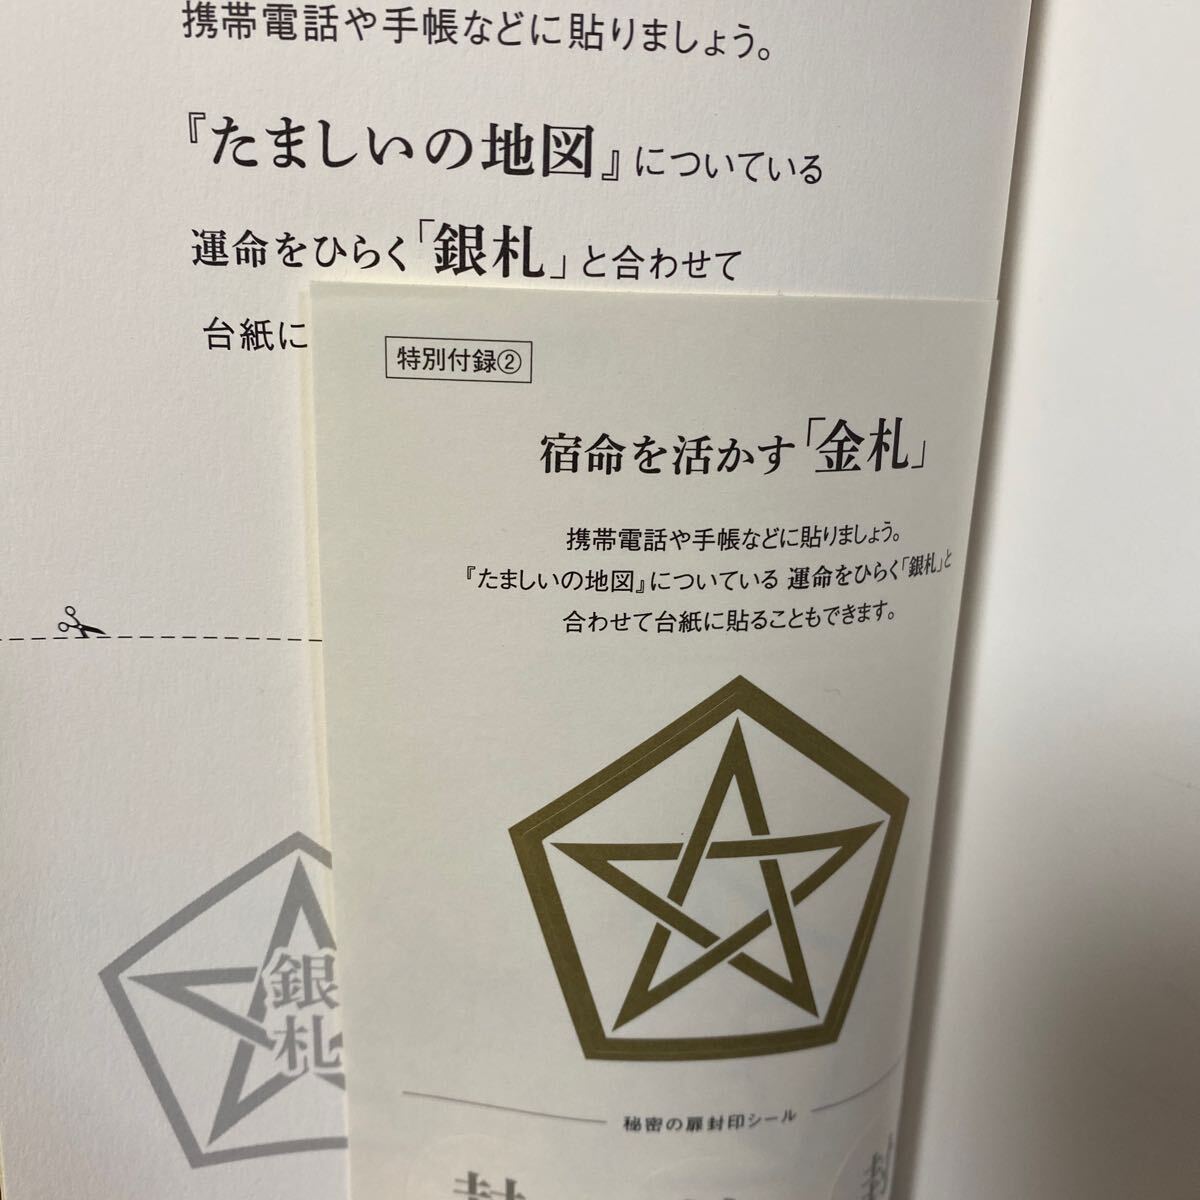 携帯電話や手帳などに貼りましょう。
『たましいの地図』についている
運命をひらく「銀札」と合わせて
台紙に
特別付録②
宿命を活かす「金札」
携帯電話や手帳などに貼りましょう。
『たましいの地図』についている 運命をひらく「銀札」と
合わせて台紙に貼ることもできます。
銀
札
秘密の扉封印シール